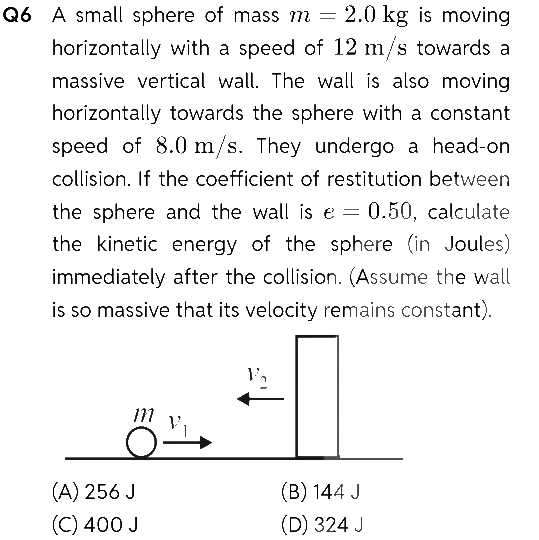 Q6 A small sphere of mass m = 2.0 kg is moving
horizontally with a speed of 12 m/s towards a
massive vertical wall. The wall is also moving
horizontally towards the sphere with a constant
speed of 8.0 m/s. They undergo a head-on
collision. If the coefficient of restitution between
the sphere and the wall is e = 0.50, calculate
the kinetic energy of the sphere (in Joules)
immediately after the collision. (Assume the wall
is so massive that its velocity remains constant).
v₂
m v₁
(A) 256 J (B) 144 J
(C) 400 J (D) 324 J